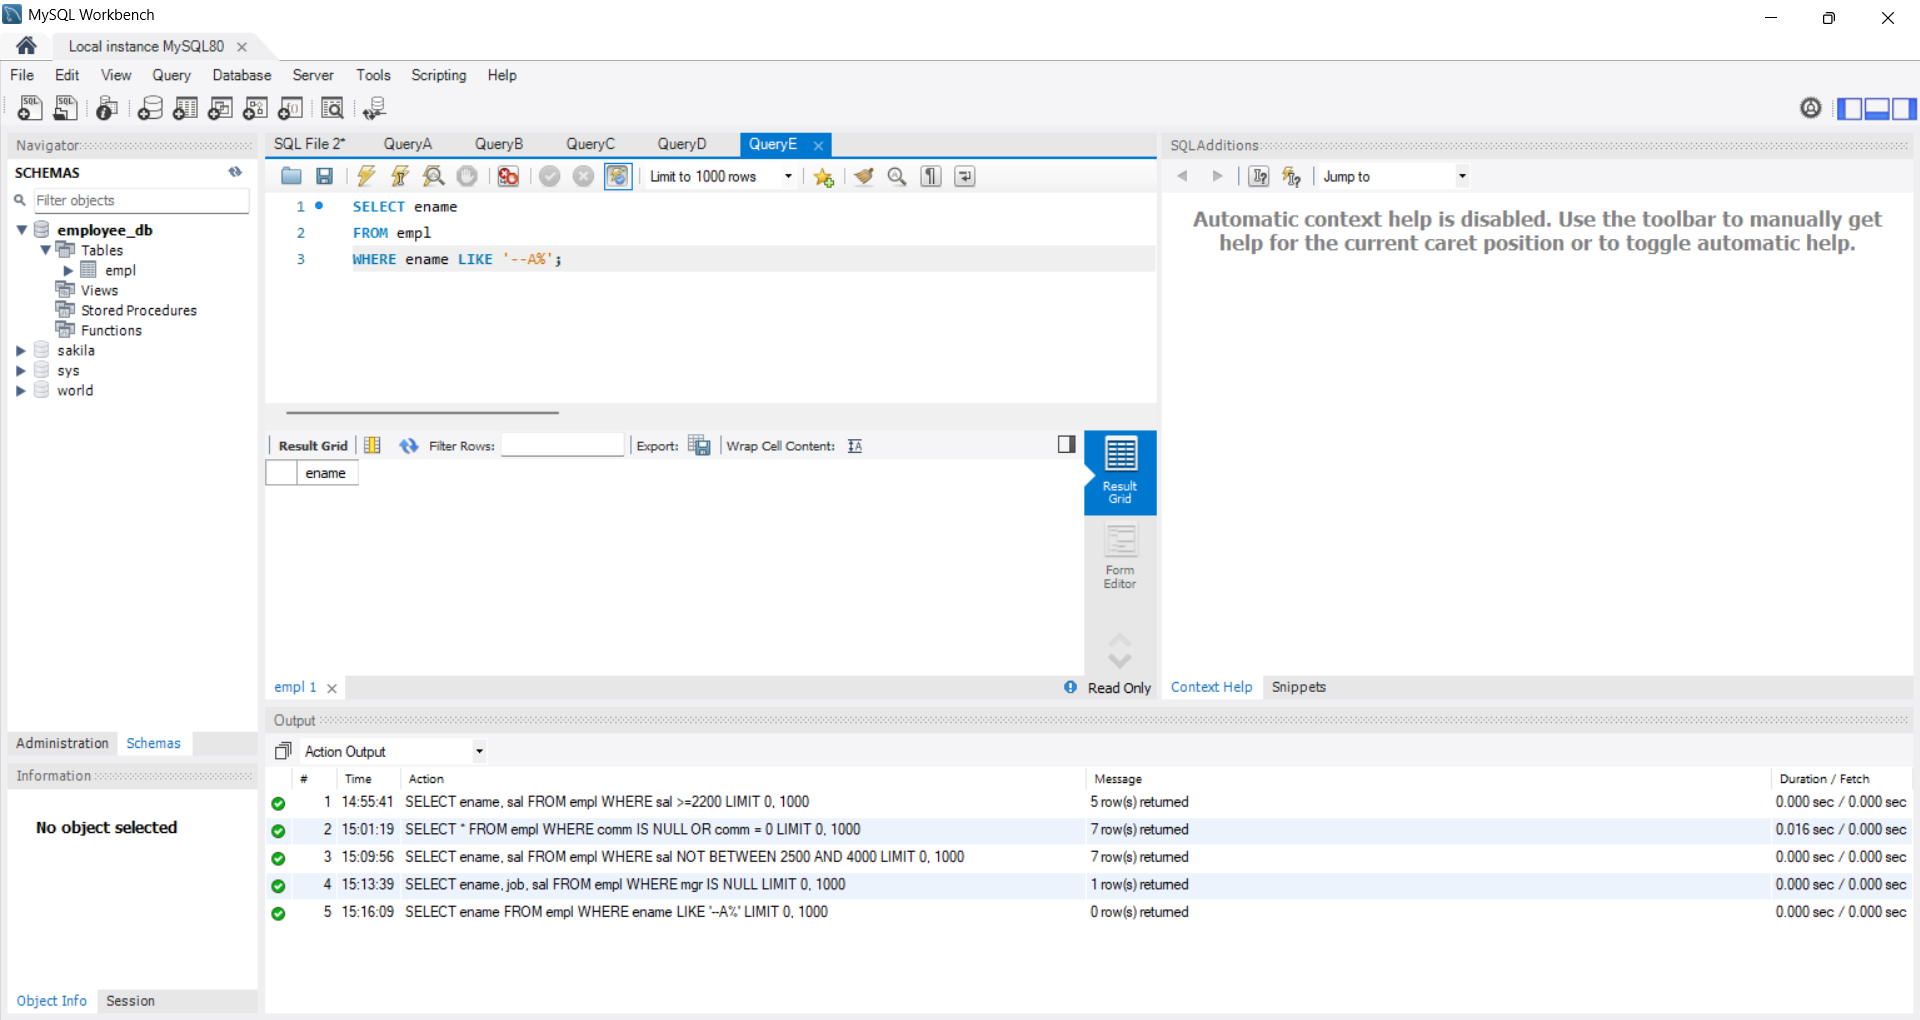 MySQL Workbench
Local instance MySQL80
File Edit View Query Database Server Tools Scripting Help
Navigator
SCHEMAS
Filter objects
employee_db
Tables
empl
Views
Stored Procedures
Functions
sakila
sys
world
Administration Schemas
Information
No object selected
Object Info Session
SQL File 2* QueryA QueryB QueryC QueryD QueryE
Limit to 1000 rows
1 SELECT ename
2 FROM empl
3 WHERE ename LIKE '--A%';
Result Grid Filter Rows: Export: Wrap Cell Content:
ename
Result
Grid
Form
Editor
empl 1 Read Only
SQLAdditions
Jump to
Automatic context help is disabled. Use the toolbar to manually get
help for the current caret position or to toggle automatic help.
Context Help Snippets
Output
Action Output
# Time Action Message Duration / Fetch
1 14:55:41 SELECT ename, sal FROM empl WHERE sal >=2200 LIMIT 0, 1000 5 row(s) returned 0.000 sec / 0.000 sec
2 15:01:19 SELECT * FROM empl WHERE comm IS NULL OR comm = 0 LIMIT 0, 1000 7 row(s) returned 0.016 sec / 0.000 sec
3 15:09:56 SELECT ename, sal FROM empl WHERE sal NOT BETWEEN 2500 AND 4000 LIMIT 0, 1000 7 row(s) returned 0.000 sec / 0.000 sec
4 15:13:39 SELECT ename, job, sal FROM empl WHERE mgr IS NULL LIMIT 0, 1000 1 row(s) returned 0.000 sec / 0.000 sec
5 15:16:09 SELECT ename FROM empl WHERE ename LIKE '--A%' LIMIT 0, 1000 0 row(s) returned 0.000 sec / 0.000 sec